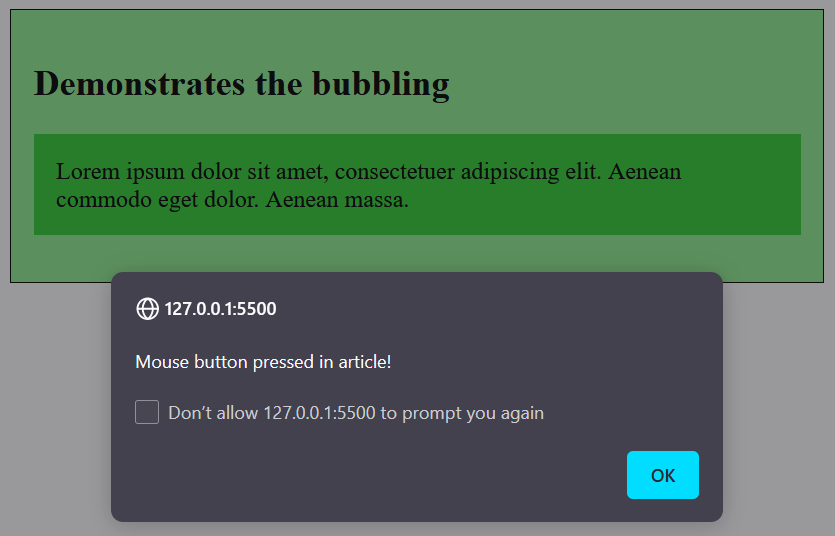 Demonstrates the bubbling
Lorem ipsum dolor sit amet, consectetuer adipiscing elit. Aenean
commodo eget dolor. Aenean massa.
127.0.0.1:5500
Mouse button pressed in article!
Don’t allow 127.0.0.1:5500 to prompt you again
OK